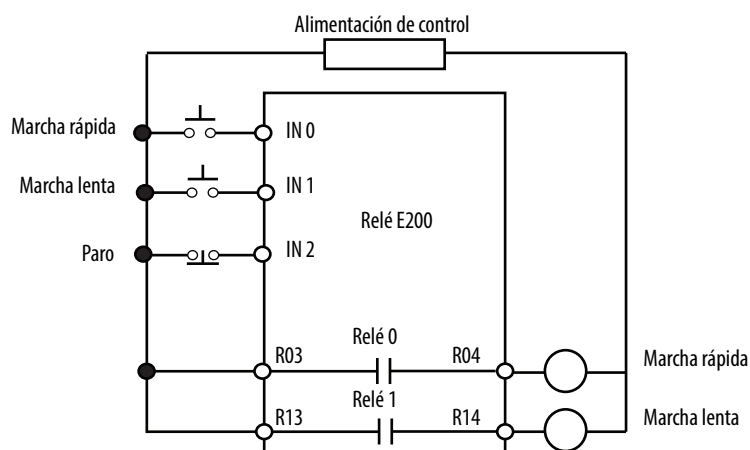 Alimentación de control
Marcha rápida
IN 0
Marcha lenta
IN 1
Relé E200
Paro
IN 2
Relé 0
R03
R04
Marcha rápida
Relé 1
R13
R14
Marcha lenta